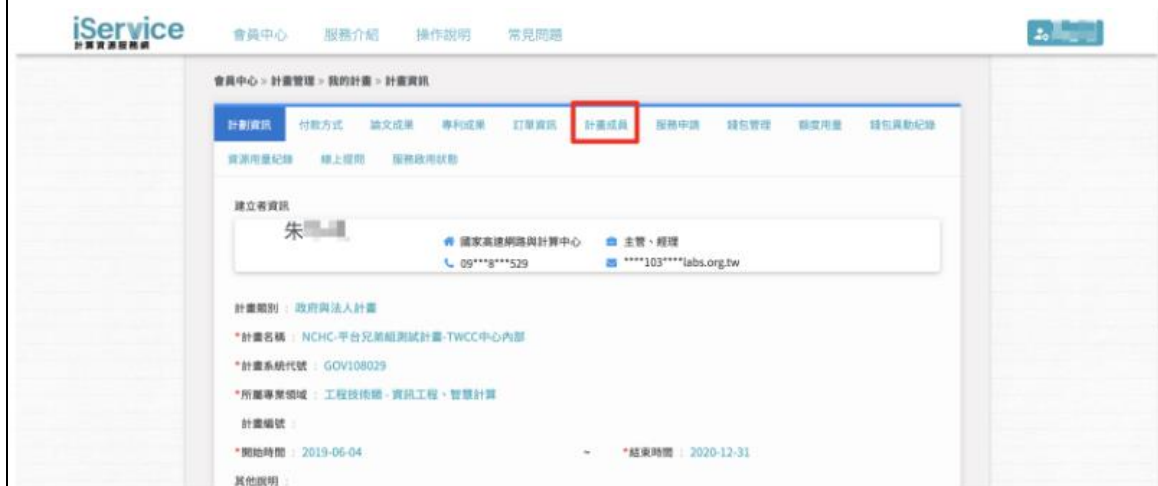 iService
計算資源服務網
會員中心 服務介紹 操作說明 常見問題
會員中心 > 計畫管理 > 我的計畫 > 計畫資訊
計劃資訊 付款方式 論文成果 專利成果 訂單資訊 計畫成員 服務申請 錢包管理 額度用量 錢包異動紀錄
資源用量紀錄 線上提問 服務啟用狀態
建立者資訊
朱
國家高速網路與計算中心 主管、經理
09***8***529 ****103****labs.org.tw
計畫類別 : 政府與法人計畫
*計畫名稱 : NCHC-平台兄弟組測試計畫-TWCC中心內部
*計畫系統代號 : GOV108029
*所屬專業領域 : 工程技術類 - 資訊工程、智慧計算
計畫編號 :
*開始時間 : 2019-06-04 ~ *結束時間 : 2020-12-31
其他說明 :